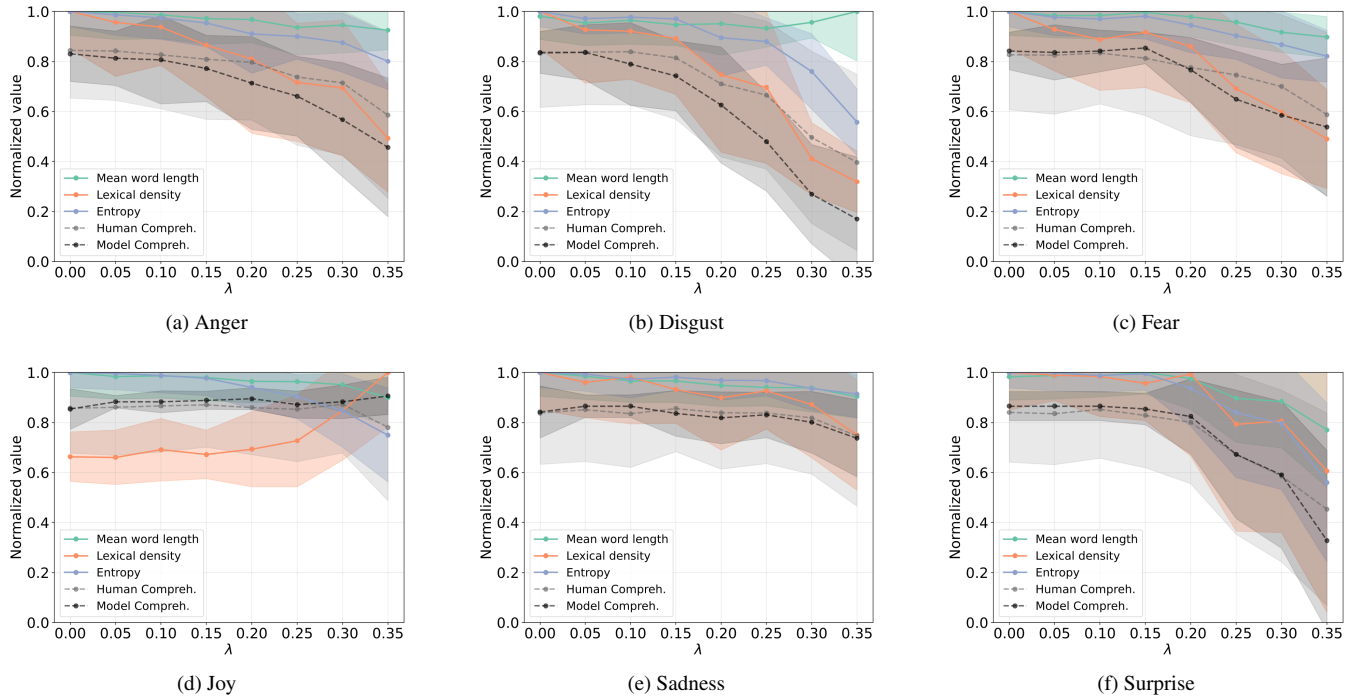 Normalized value
1.0
0.8
0.6
0.4
0.2
0.0
Mean word length
Lexical density
Entropy
Human Compreh.
Model Compreh.
0.00 0.05 0.10 0.15 0.20 0.25 0.30 0.35
λ
(a) Anger
Normalized value
1.0
0.8
0.6
0.4
0.2
0.0
Mean word length
Lexical density
Entropy
Human Compreh.
Model Compreh.
0.00 0.05 0.10 0.15 0.20 0.25 0.30 0.35
λ
(b) Disgust
Normalized value
1.0
0.8
0.6
0.4
0.2
0.0
Mean word length
Lexical density
Entropy
Human Compreh.
Model Compreh.
0.00 0.05 0.10 0.15 0.20 0.25 0.30 0.35
λ
(c) Fear
Normalized value
1.0
0.8
0.6
0.4
0.2
0.0
Mean word length
Lexical density
Entropy
Human Compreh.
Model Compreh.
0.00 0.05 0.10 0.15 0.20 0.25 0.30 0.35
λ
(d) Joy
Normalized value
1.0
0.8
0.6
0.4
0.2
0.0
Mean word length
Lexical density
Entropy
Human Compreh.
Model Compreh.
0.00 0.05 0.10 0.15 0.20 0.25 0.30 0.35
λ
(e) Sadness
Normalized value
1.0
0.8
0.6
0.4
0.2
0.0
Mean word length
Lexical density
Entropy
Human Compreh.
Model Compreh.
0.00 0.05 0.10 0.15 0.20 0.25 0.30 0.35
λ
(f) Surprise